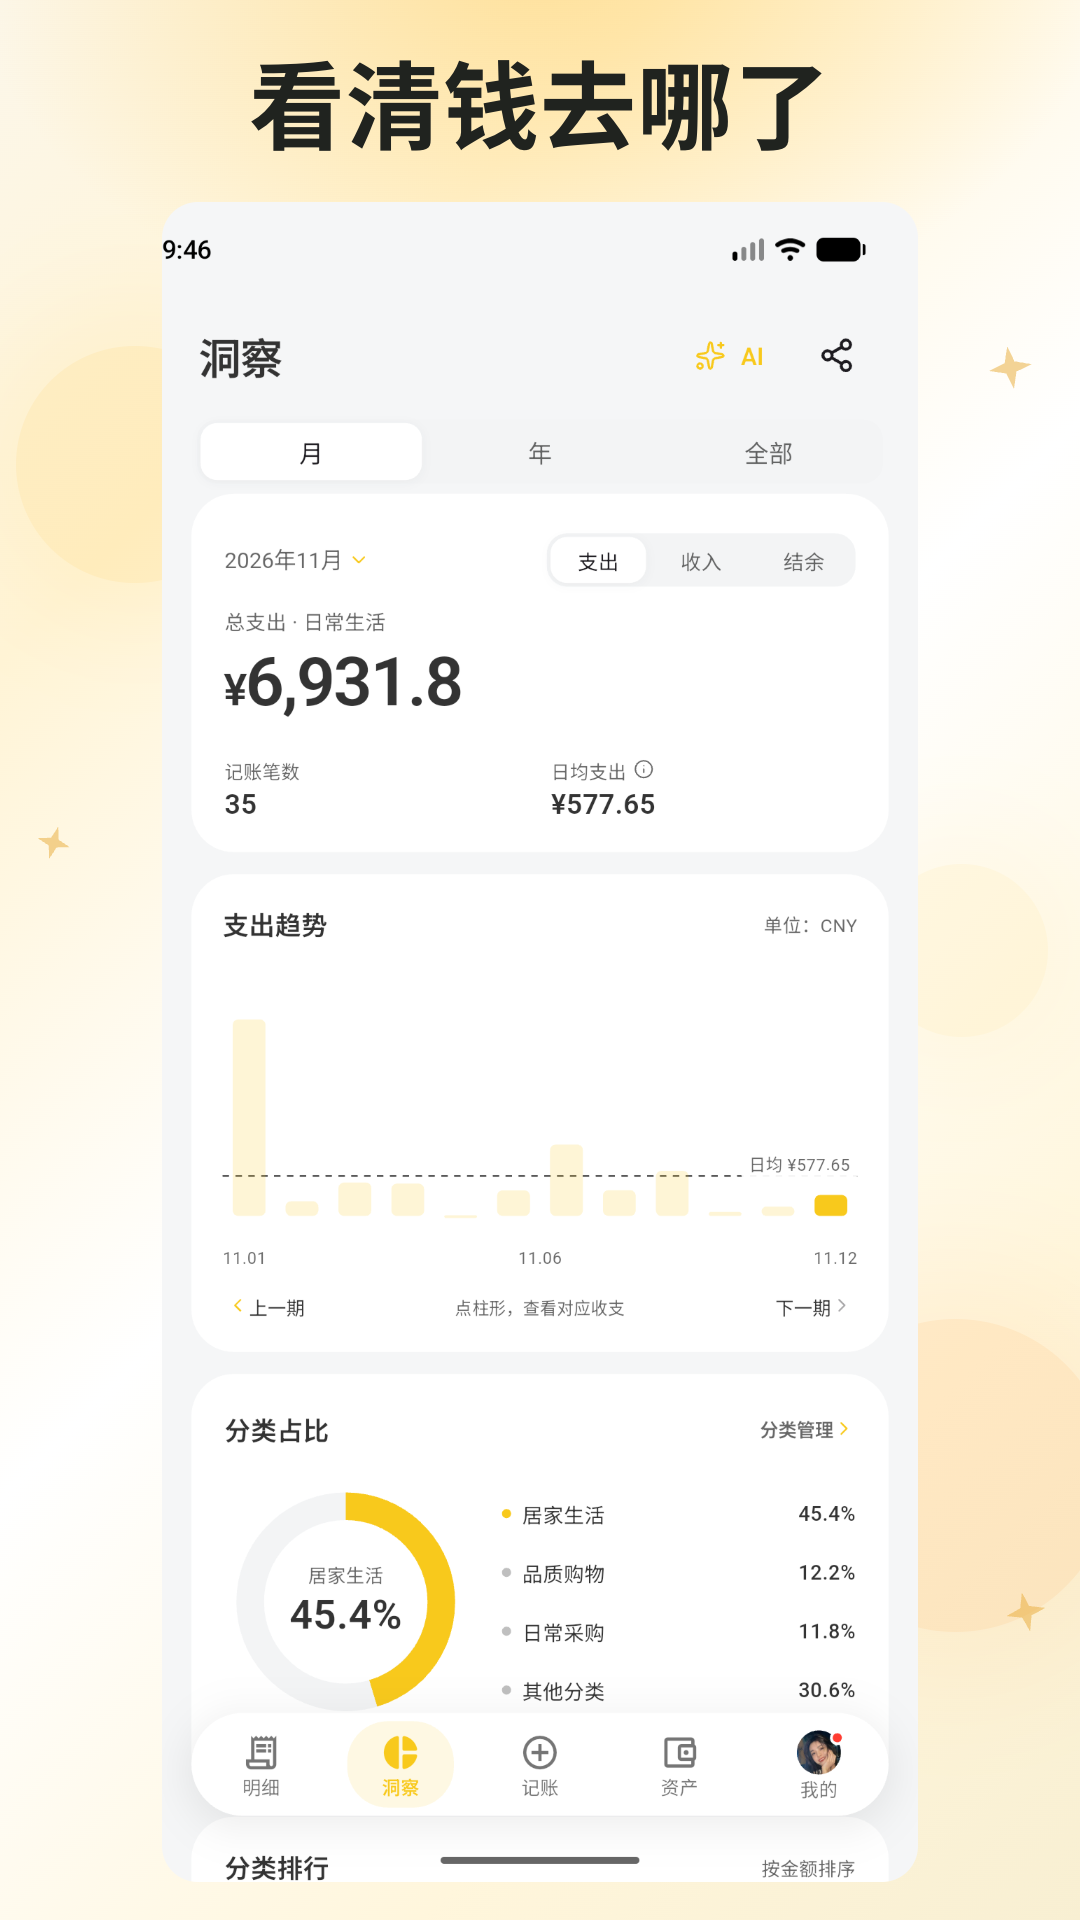 看清钱去哪了
9:46
洞察
AI
月 年 全部
2026年11月
支出 收入 结余
总支出 · 日常生活
¥6,931.8
记账笔数 日均支出
35 ¥577.65
支出趋势 单位：CNY
日均 ¥577.65
11.01 11.06 11.12
上一期 点柱形，查看对应收支 下一期
分类占比 分类管理
居家生活
45.4%
居家生活 45.4%
品质购物 12.2%
日常采购 11.8%
其他分类 30.6%
明细 洞察 记账 资产 我的
分类排行 按金额排序